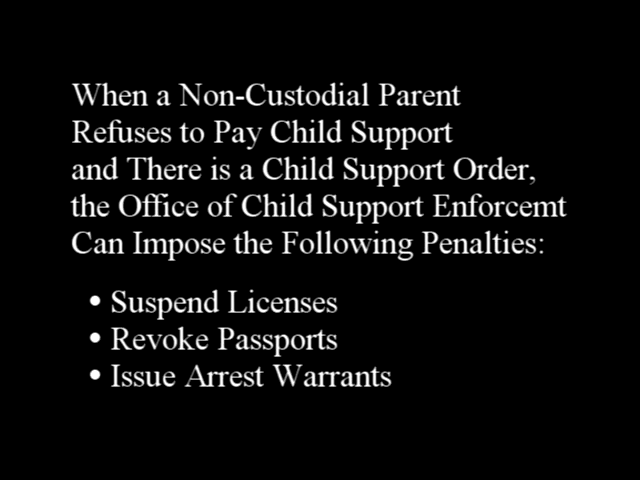 When a Non-Custodial Parent
Refuses to Pay Child Support
and There is a Child Support Order,
the Office of Child Support Enforcemt
Can Impose the Following Penalties:
• Suspend Licenses
• Revoke Passports
• Issue Arrest Warrants